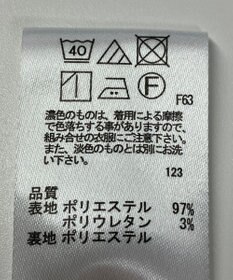 40
F
F63
濃色のものは、着用による摩擦
で色落ちする事がありますので、
組み合せの衣類に注意して下さい。
また、淡色のものとは別にお洗
い下さい。
123
品質
表地 ポリエステル 97%
ポリウレタン 3%
裏地 ポリエステル